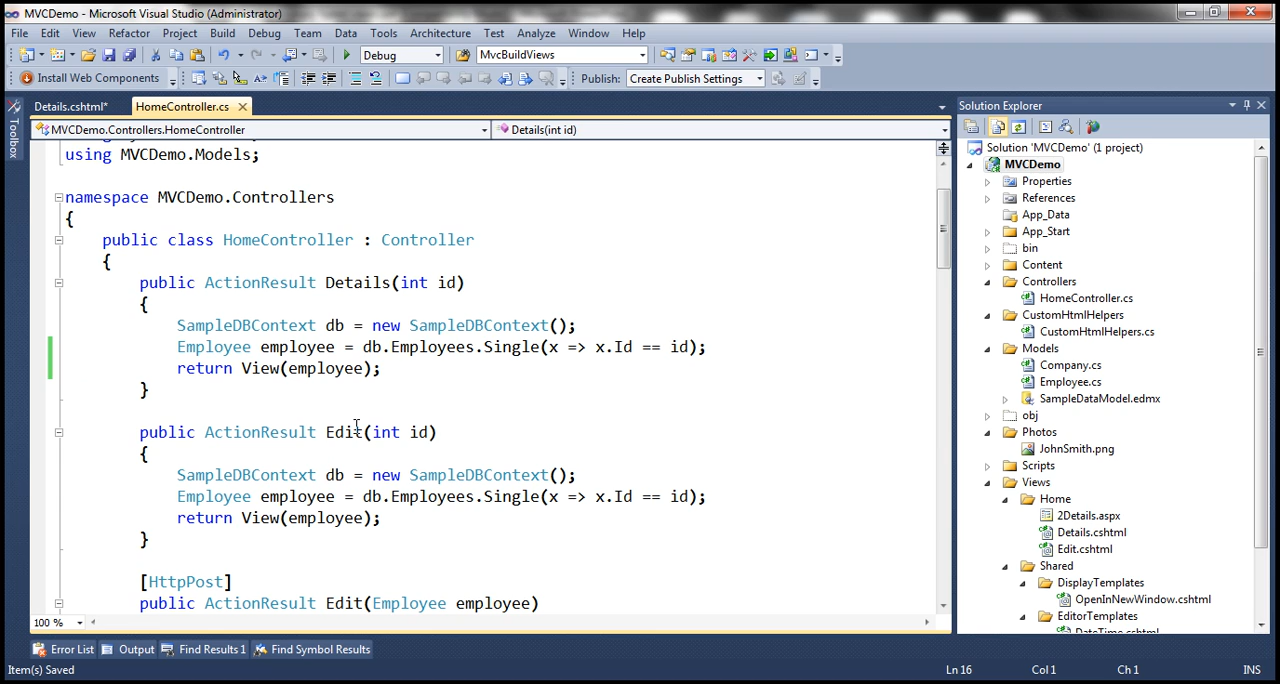 MVCDemo - Microsoft Visual Studio (Administrator)
File Edit View Refactor Project Build Debug Team Data Tools Architecture Test Analyze Window Help
Debug MvcBuildViews
Install Web Components Publish: Create Publish Settings
Toolbox
Details.cshtml* HomeController.cs
MVCDemo.Controllers.HomeController Details(int id)
using MVCDemo.Models;
namespace MVCDemo.Controllers
{
public class HomeController : Controller
{
public ActionResult Details(int id)
{
SampleDBContext db = new SampleDBContext();
Employee employee = db.Employees.Single(x => x.Id == id);
return View(employee);
}
public ActionResult Edit(int id)
{
SampleDBContext db = new SampleDBContext();
Employee employee = db.Employees.Single(x => x.Id == id);
return View(employee);
}
[HttpPost]
public ActionResult Edit(Employee employee)
100 %
Solution Explorer
Solution 'MVCDemo' (1 project)
MVCDemo
Properties
References
App_Data
App_Start
bin
Content
Controllers
HomeController.cs
CustomHtmlHelpers
CustomHtmlHelpers.cs
Models
Company.cs
Employee.cs
SampleDataModel.edmx
obj
Photos
JohnSmith.png
Scripts
Views
Home
2Details.aspx
Details.cshtml
Edit.cshtml
Shared
DisplayTemplates
OpenInNewWindow.cshtml
EditorTemplates
DateTime.cshtml
Error List Output Find Results 1 Find Symbol Results
Item(s) Saved Ln 16 Col 1 Ch 1 INS